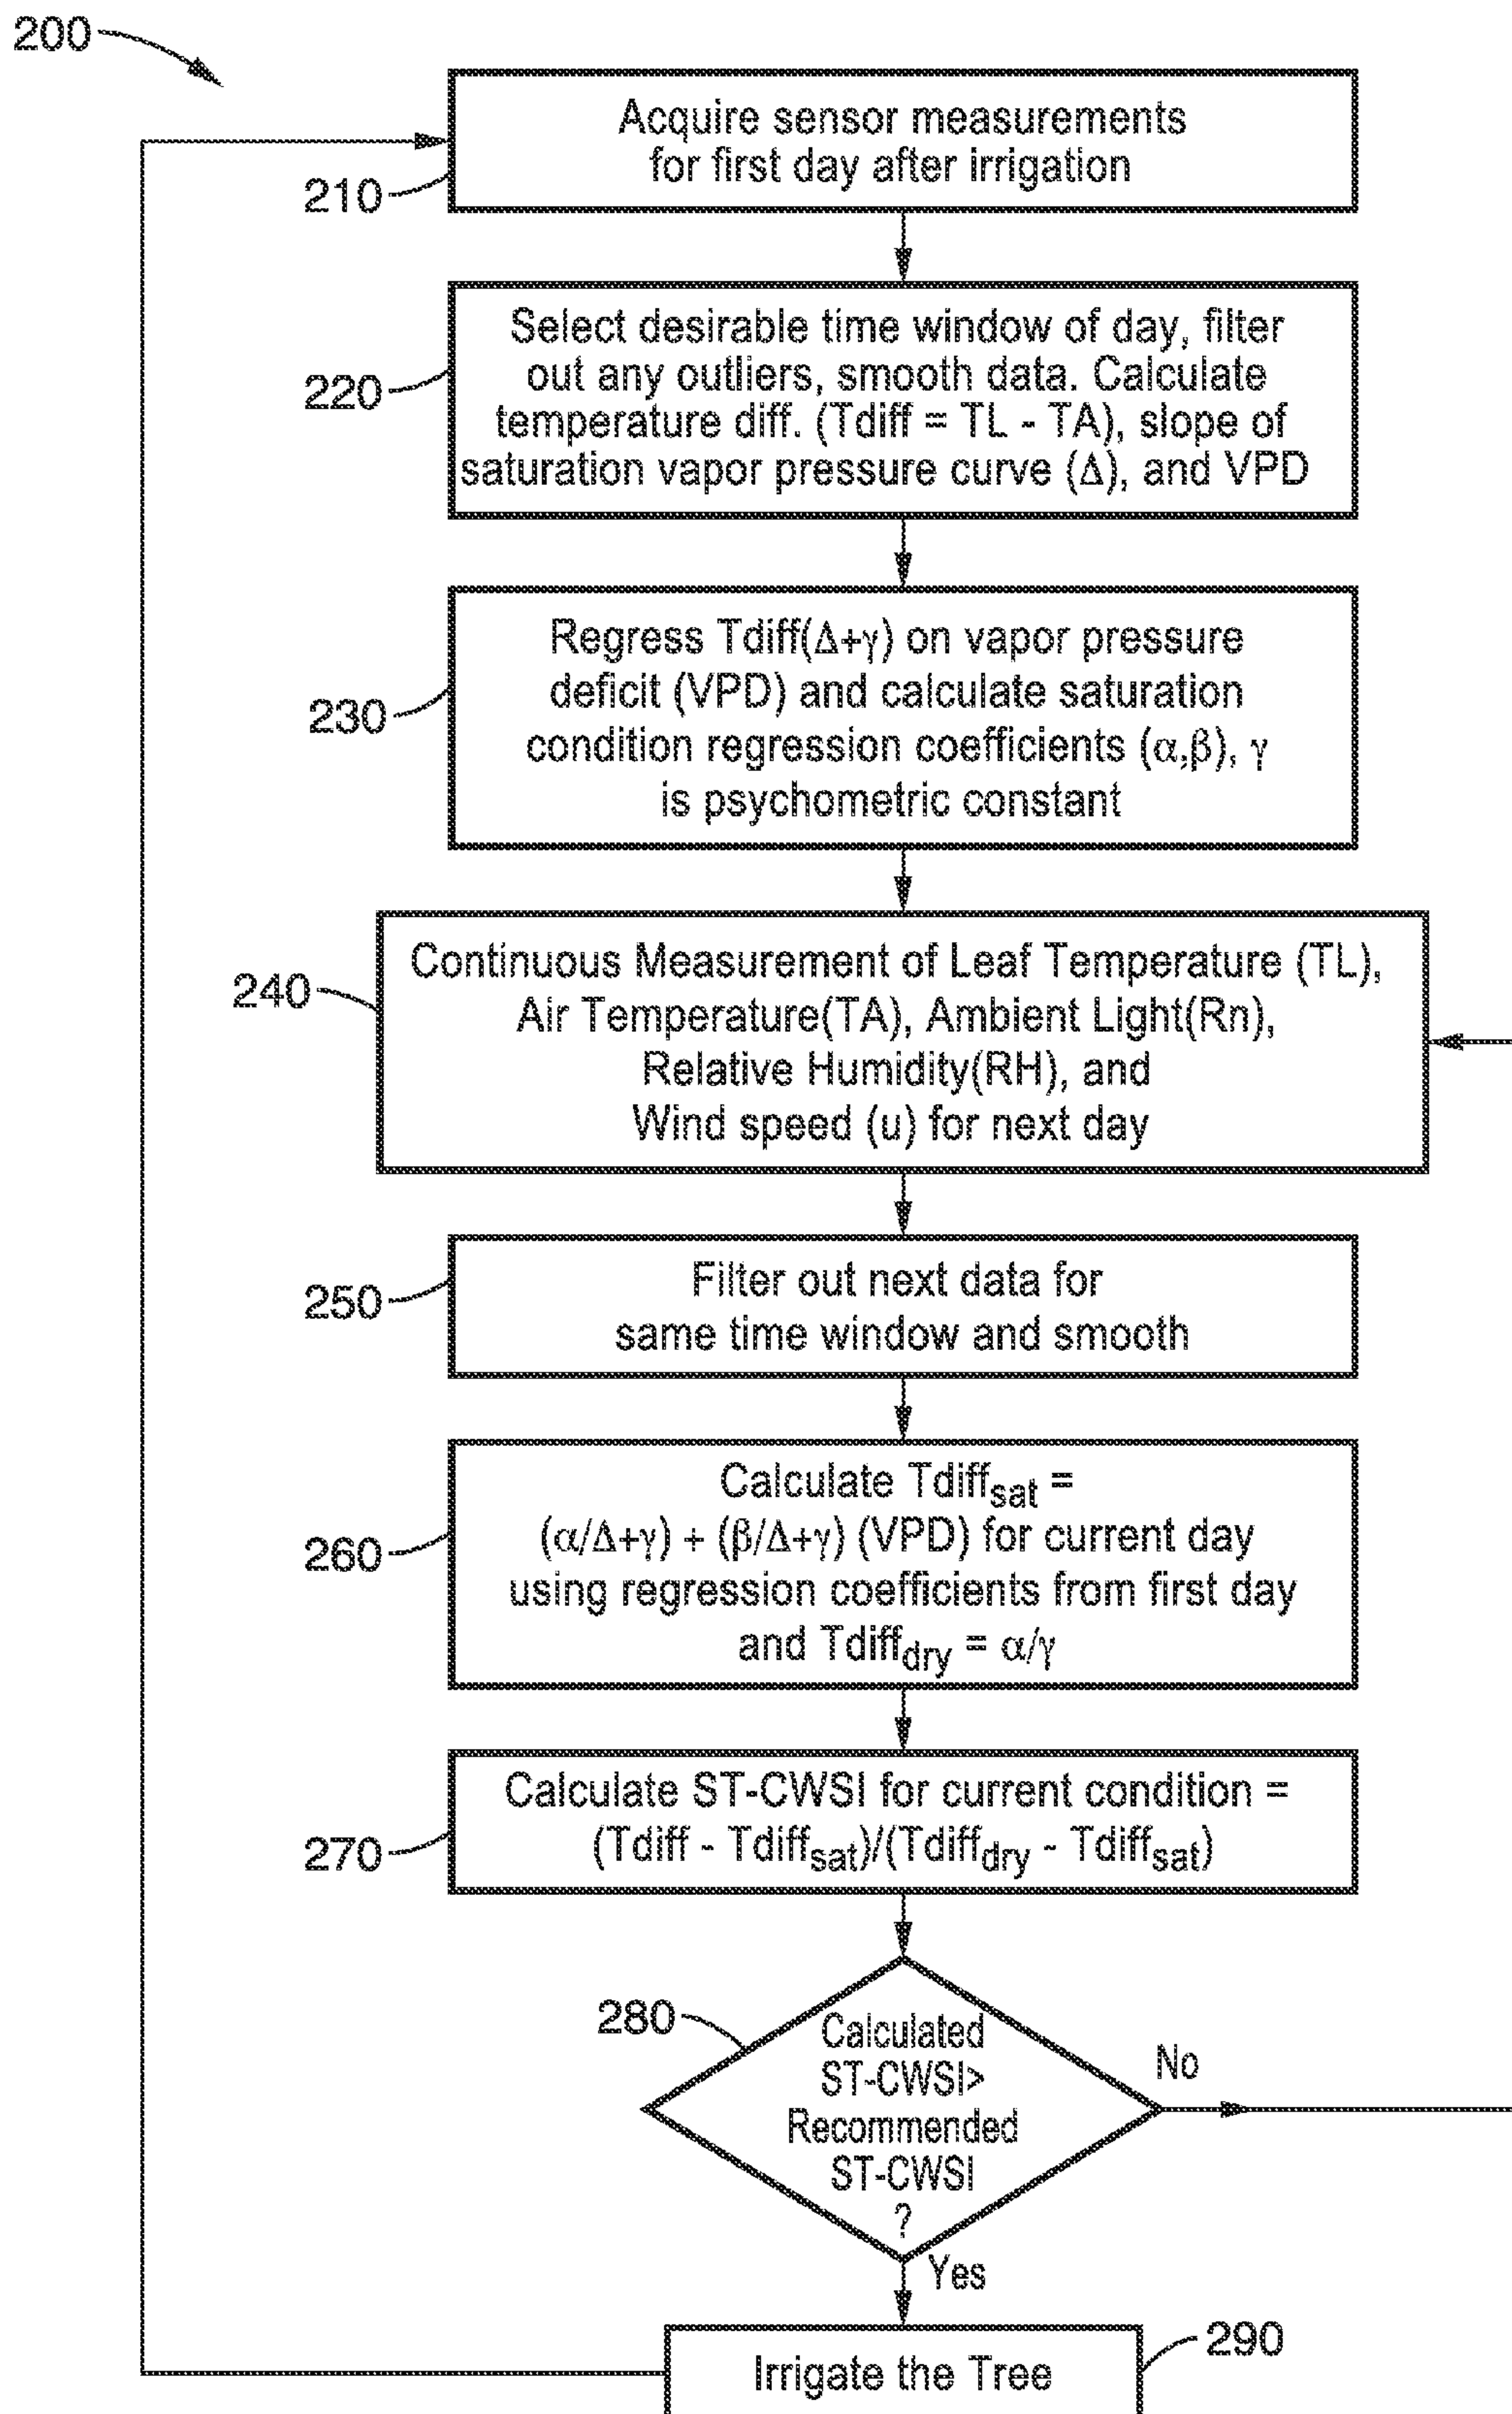 200
Acquire sensor measurements
for first day after irrigation
210
Select desirable time window of day, filter
out any outliers, smooth data. Calculate
temperature diff. (Tdiff = TL - TA), slope of
saturation vapor pressure curve (Δ), and VPD
220
Regress Tdiff(Δ+γ) on vapor pressure
deficit (VPD) and calculate saturation
condition regression coefficients (α,β), γ
is psychometric constant
230
Continuous Measurement of Leaf Temperature (TL),
Air Temperature(TA), Ambient Light(Rn),
Relative Humidity(RH), and
Wind speed (u) for next day
240
Filter out next data for
same time window and smooth
250
Calculate Tdiffsat =
(α/Δ+γ) + (β/Δ+γ) (VPD) for current day
using regression coefficients from first day
and Tdiffdry = α/γ
260
Calculate ST-CWSI for current condition =
(Tdiff - Tdiffsat)/(Tdiffdry - Tdiffsat)
270
280
Calculated
ST-CWSI>
Recommended
ST-CWSI
?
No
Yes
Irrigate the Tree
290